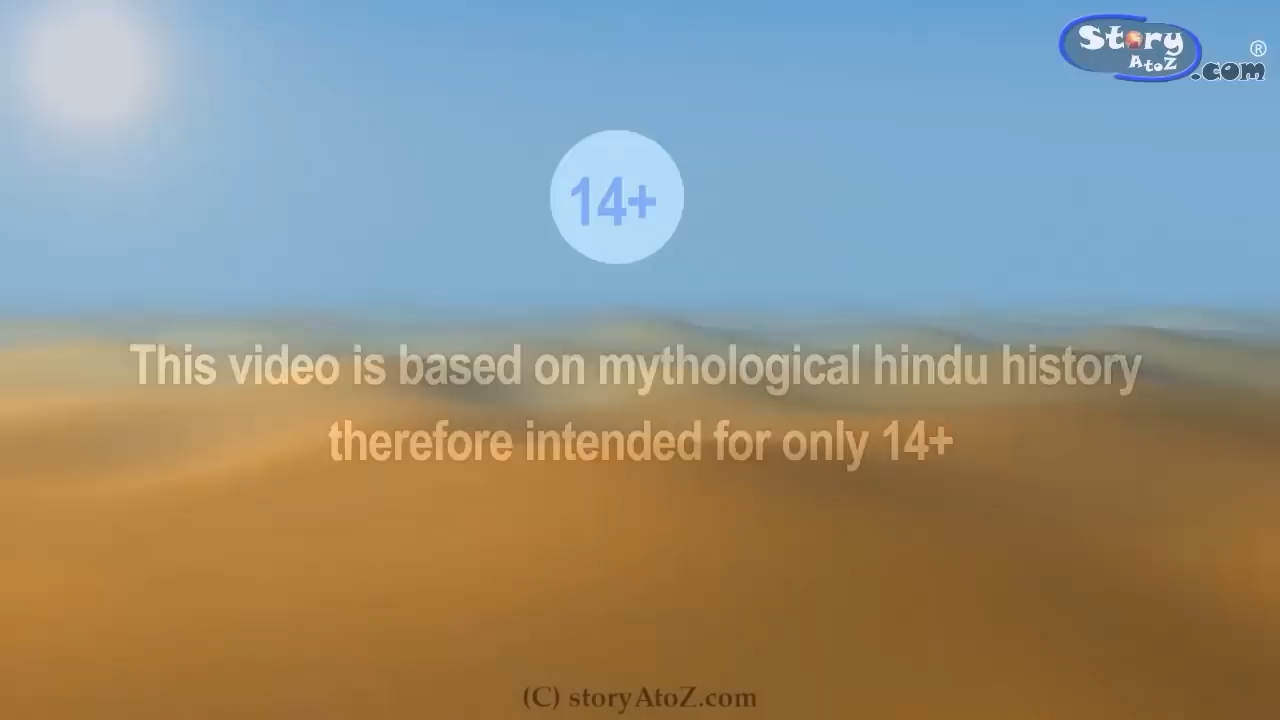 Story
AtoZ
.com ®
14+
This video is based on mythological hindu history
therefore intended for only 14+
(C) storyAtoZ.com